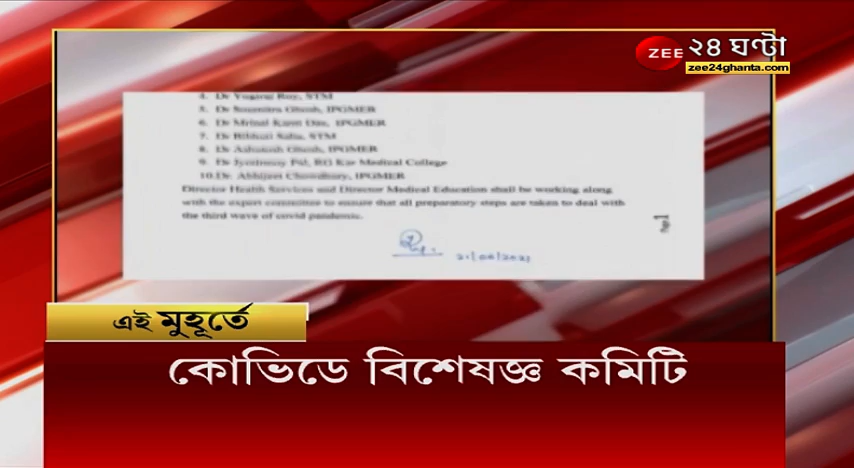 ZEE ২৪ ঘণ্টা
zee24ghanta.com
4. Dr Yogiraj Roy, STM
5. Dr Soumitra Ghosh, IPGMER
6. Dr Mrinal Kanti Das, IPGMER
7. Dr Bibhuti Saha, STM
8. Dr Ashutosh Ghosh, IPGMER
9. Dr Jyotirmoy Pal, RG Kar Medical College
10.Dr. Abhijeet Chowdhury, IPGMER
Director Health Services and Director Medical Education shall be working along
with the expert committee to ensure that all preparatory steps are taken to deal with
the third wave of covid pandemic.
Page1
এই মুহূর্তে
কোভিডে বিশেষজ্ঞ কমিটি